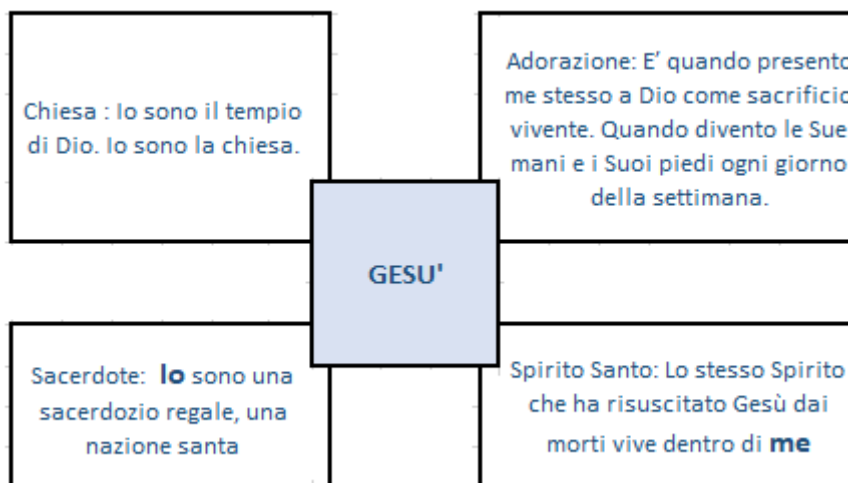 Chiesa : Io sono il tempio
di Dio. Io sono la chiesa.
Adorazione: E’ quando presento
me stesso a Dio come sacrificio
vivente. Quando divento le Sue
mani e i Suoi piedi ogni giorno
della settimana.
GESU'
Sacerdote: Io sono una
sacerdozio regale, una
nazione santa
Spirito Santo: Lo stesso Spirito
che ha risuscitato Gesù dai
morti vive dentro di me